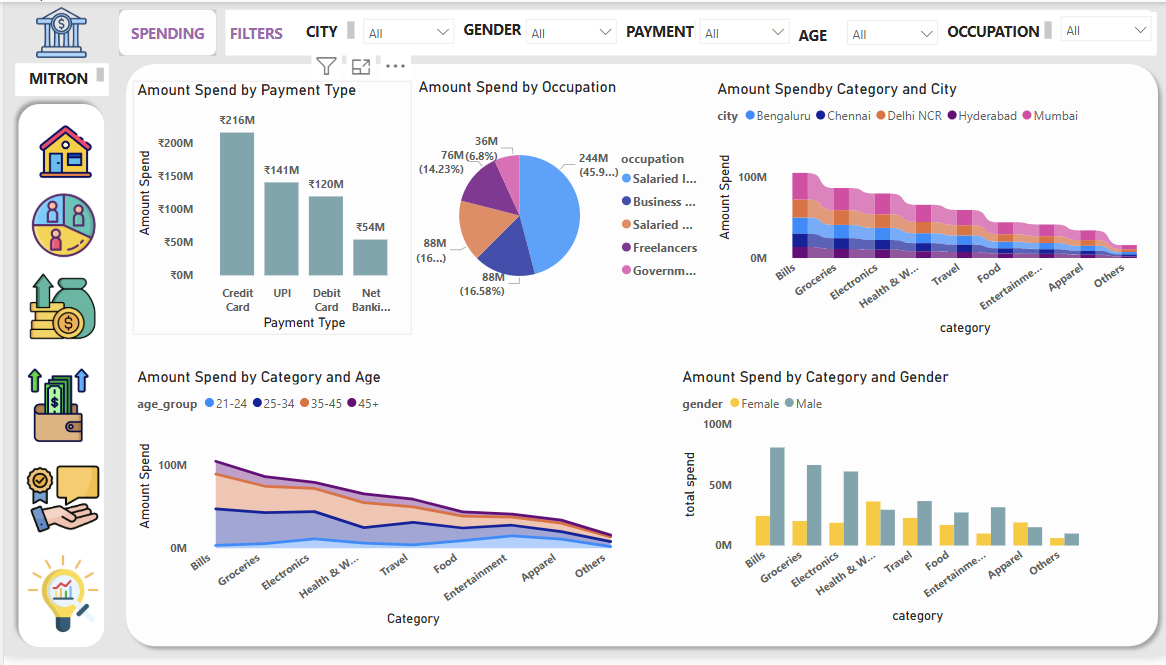 SPENDING
FILTERS
CITY
All
GENDER
All
PAYMENT
All
AGE
All
OCCUPATION
All
MITRON
Amount Spend by Payment Type
Amount Spend
₹200M
₹150M
₹100M
₹50M
₹0M
₹216M
₹141M
₹120M
₹54M
Credit Card
UPI
Debit Card
Net Banki...
Payment Type
Amount Spend by Occupation
36M
(6.8%)
76M
(14.23%)
88M
(16...)
88M
(16.58%)
244M
(45.9...)
occupation
Salaried I...
Business ...
Salaried ...
Freelancers
Governm...
Amount Spendby Category and City
city Bengaluru Chennai Delhi NCR Hyderabad Mumbai
Amount Spend
100M
0M
Bills
Groceries
Electronics
Health & W...
Travel
Food
Entertainme...
Apparel
Others
category
Amount Spend by Category and Age
age_group 21-24 25-34 35-45 45+
Amount Spend
100M
0M
Bills
Groceries
Electronics
Health & W...
Travel
Food
Entertainment
Apparel
Others
Category
Amount Spend by Category and Gender
gender Female Male
total spend
100M
50M
0M
Bills
Groceries
Electronics
Health & W...
Travel
Food
Entertainme...
Apparel
Others
category